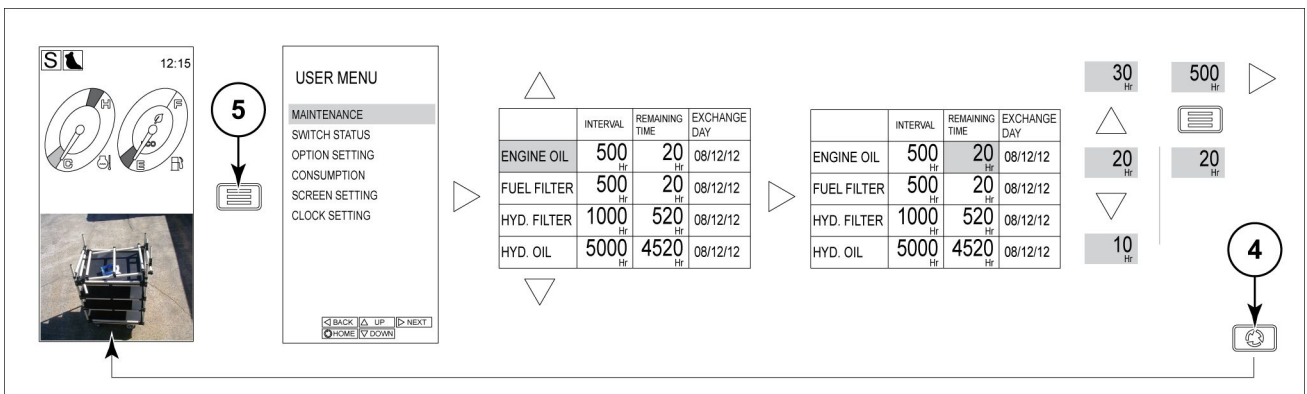 S
12:15
H
F
C
E
5
USER MENU
MAINTENANCE
SWITCH STATUS
OPTION SETTING
CONSUMPTION
SCREEN SETTING
CLOCK SETTING
BACK UP NEXT
HOME DOWN
INTERVAL REMAINING TIME EXCHANGE DAY
ENGINE OIL 500 Hr 20 Hr 08/12/12
FUEL FILTER 500 Hr 20 Hr 08/12/12
HYD. FILTER 1000 Hr 520 Hr 08/12/12
HYD. OIL 5000 Hr 4520 Hr 08/12/12
INTERVAL REMAINING TIME EXCHANGE DAY
ENGINE OIL 500 Hr 20 Hr 08/12/12
FUEL FILTER 500 Hr 20 Hr 08/12/12
HYD. FILTER 1000 Hr 520 Hr 08/12/12
HYD. OIL 5000 Hr 4520 Hr 08/12/12
30 Hr 500 Hr
20 Hr 20 Hr
10 Hr
4